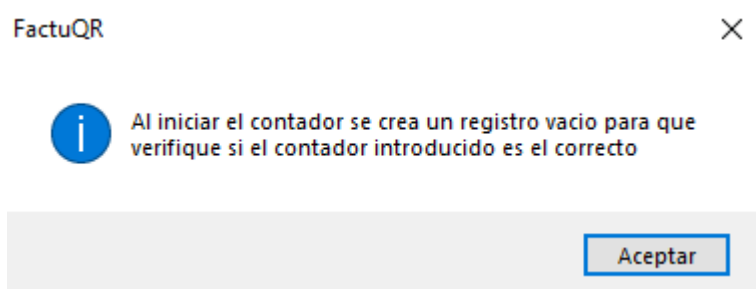 FactuQR
Al iniciar el contador se crea un registro vacio para que
verifique si el contador introducido es el correcto
Aceptar